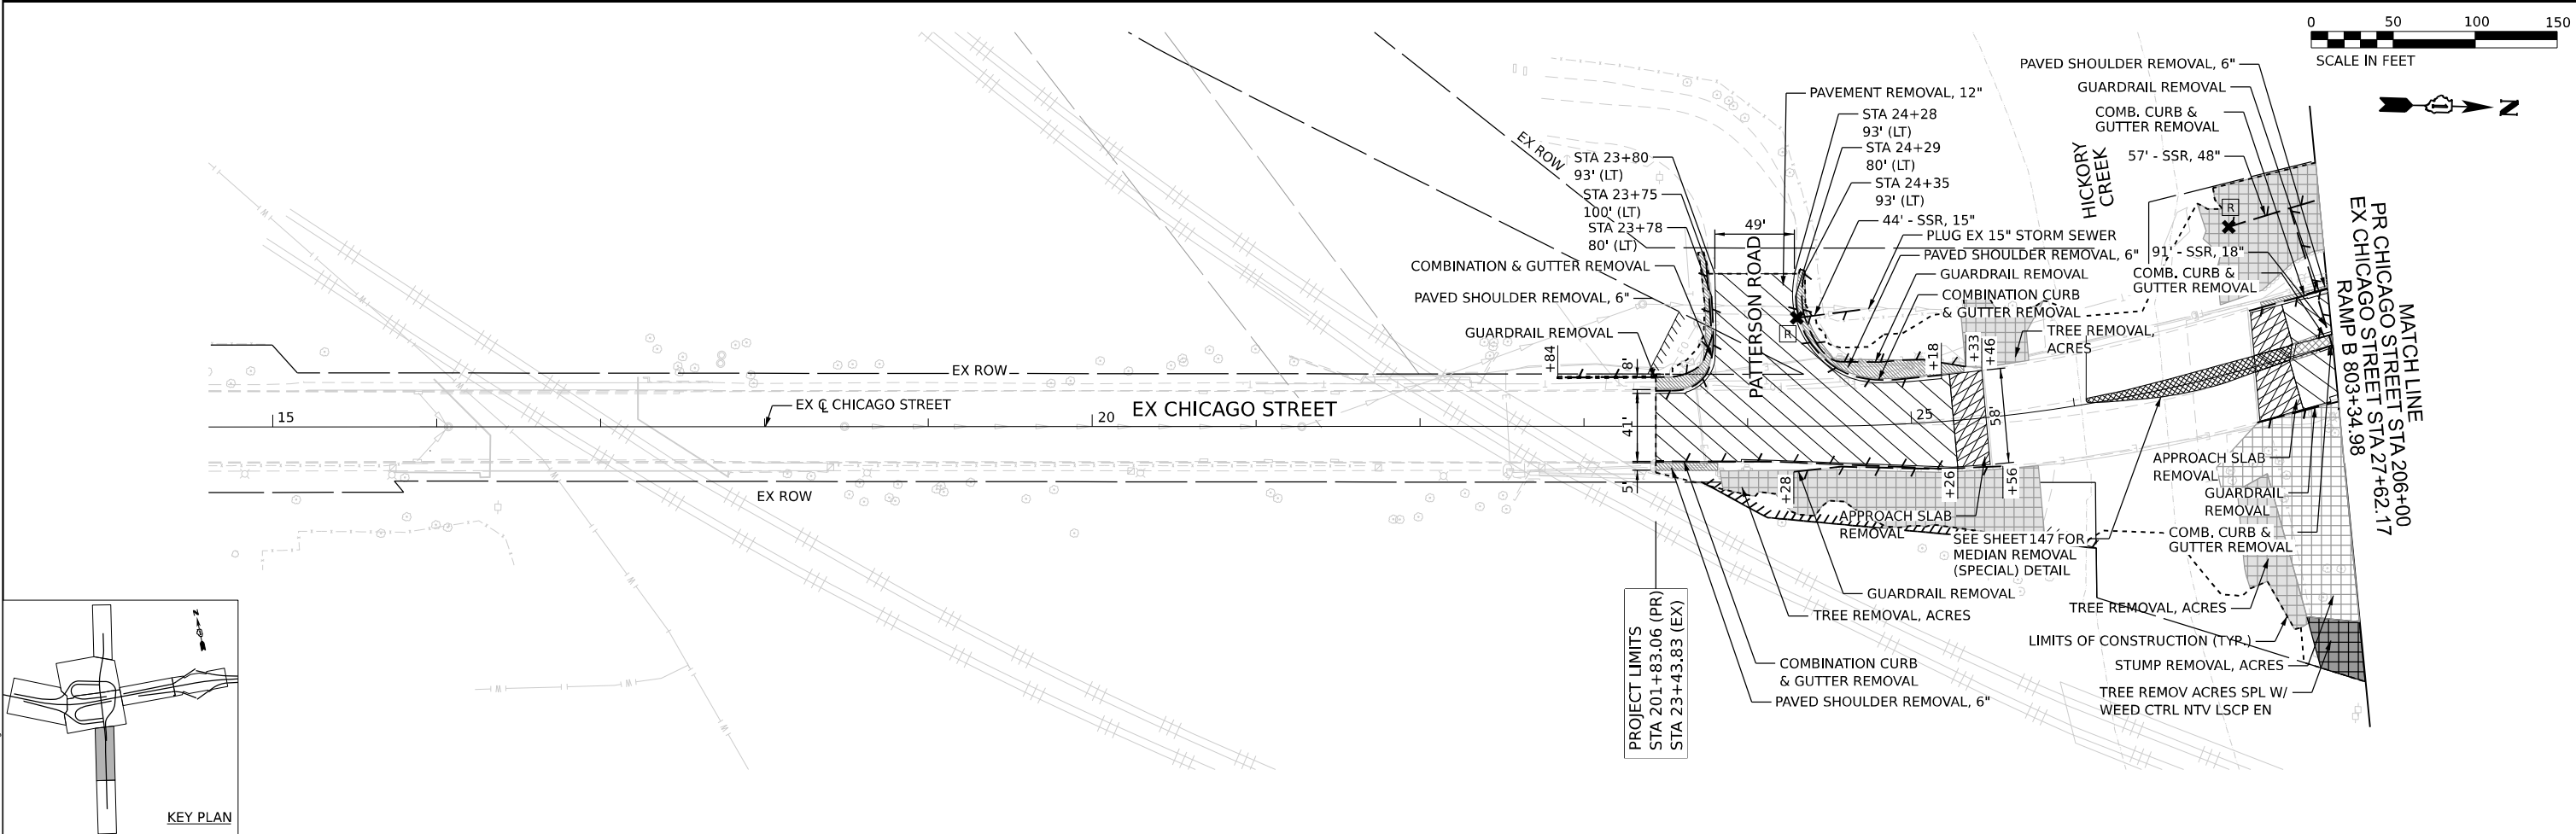 0 50 100 150
SCALE IN FEET
N
PAVED SHOULDER REMOVAL, 6"
GUARDRAIL REMOVAL
COMB. CURB &
GUTTER REMOVAL
57' - SSR, 48"
HICKORY
CREEK
R
91' - SSR, 18"
COMB. CURB &
GUTTER REMOVAL
MATCH LINE
PR CHICAGO STREET STA 206+00
EX CHICAGO STREET STA 27+62.17
RAMP B 803+34.98
PAVEMENT REMOVAL, 12"
STA 24+28
93' (LT)
STA 24+29
80' (LT)
STA 24+35
93' (LT)
44' - SSR, 15"
PLUG EX 15" STORM SEWER
PAVED SHOULDER REMOVAL, 6"
GUARDRAIL REMOVAL
COMBINATION CURB
& GUTTER REMOVAL
TREE REMOVAL,
ACRES
EX ROW
STA 23+80
93' (LT)
STA 23+75
100' (LT)
STA 23+78
80' (LT)
49'
PATTERSON ROAD
R
COMBINATION & GUTTER REMOVAL
PAVED SHOULDER REMOVAL, 6"
GUARDRAIL REMOVAL
+84
8'
+18
+33
+46
EX ROW
EX ℄ CHICAGO STREET
EX CHICAGO STREET
15
20
25
41'
58'
5'
+28
+26
+56
EX ROW
APPROACH SLAB
REMOVAL
APPROACH SLAB
REMOVAL
GUARDRAIL
REMOVAL
COMB. CURB &
GUTTER REMOVAL
SEE SHEET 147 FOR
MEDIAN REMOVAL
(SPECIAL) DETAIL
GUARDRAIL REMOVAL
TREE REMOVAL, ACRES
TREE REMOVAL, ACRES
LIMITS OF CONSTRUCTION (TYP.)
STUMP REMOVAL, ACRES
TREE REMOV ACRES SPL W/
WEED CTRL NTV LSCP EN
COMBINATION CURB
& GUTTER REMOVAL
PAVED SHOULDER REMOVAL, 6"
PROJECT LIMITS
STA 201+83.06 (PR)
STA 23+43.83 (EX)
N
KEY PLAN